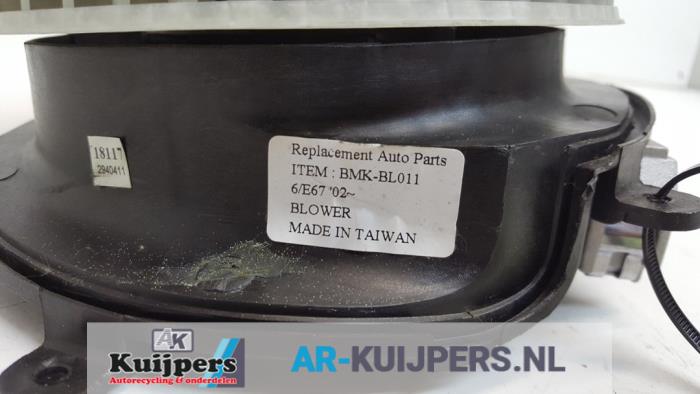 18117
2940411
Replacement Auto Parts
ITEM : BMK-BL011
6/E67 '02~
BLOWER
MADE IN TAIWAN
AK
Kuijpers
Autorecycling & onderdelen
AR-KUIJPERS.NL